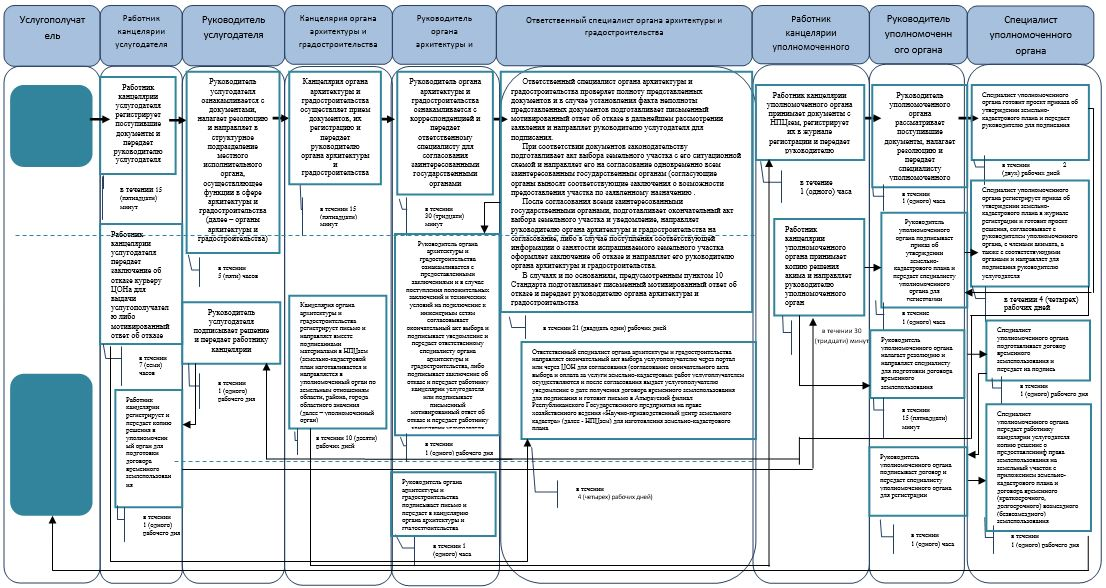 Услугополучат
ель
Работник
канцелярии
услугодателя
Руководитель
услугодателя
Канцелярия органа
архитектуры и
градостроительства
Руководитель
органа
архитектуры и
Ответственный специалист органа архитектуры и
градостроительства
Работник
канцелярии
уполномоченного
Руководитель
уполномоченн
ого органа
Специалист
уполномоченного
органа
Работник
канцелярии
услугодателя
регистрирует
поступившие
документы и
передает
руководителю
услугодателя
в течении 15
(пятнадцати)
минут
Работник
канцелярии
услугодателя
передает
заключение об
отказе курьеру
ЦОНа для
выдачи
услугополучател
ю либо
мотивированный
ответ об отказе
в течении
7 (семи)
часов
Работник
канцелярии
регистрирует и
передает копию
решения в
уполномоченн
ый орган для
подготовки
договора
временного
землепользован
ия
в течении
1 (одного)
рабочего дня
Руководитель
услугодателя
ознакамливается с
документами,
налагает резолюцию
и направляет в
структурное
подразделение
местного
исполнительного
органа,
осуществляющее
функции в сфере
архитектуры и
градостроительства
(далее – органы
архитектуры и
градостроительства)
в течении
5 (пяти) часов
Руководитель
услугодателя
подписывает решение
и передает работнику
канцелярии
в течении
1 (одного)
рабочего дня
Канцелярия органа
архитектуры и
градостроительства
осуществляет прием
документов, их
регистрацию и
передает
руководителю
органа архитектуры
и
градостроительства
в течении 15
(пятнадцати)
минут
Канцелярия органа
архитектуры и
градостроительства
регистрирует письмо и
направляет вместе
подписанными
материалами в НПЦзем
(земельно-кадастровой
план изготавливается и
направляется в
уполномоченный орган по
земельным отношениям
области, района, города
областного значения
(далее – уполномоченный
орган)
в течении 10 (десяти)
рабочих дней
Руководитель органа
архитектуры и
градостроительства
ознакамливается с
корреспонденцией и
передает
ответственному
специалисту для
согласования
заинтересованными
государственными
органами
в течении
30 (тридцати)
минут
Руководитель органа
архитектуры и
градостроительства
ознакамливается с
предоставленными
заключениями и в случае
поступления положительных
заключений и технических
условий на подключение к
инженерным сетям
согласовывает
окончательный акт выбора и
подписывает уведомление и
передает ответственному
специалисту органа
архитектуры и
градостроительства, либо
подписывает заключение об
отказе и передает работнику
канцелярии услугодателя
или подписывает
письменный
мотивированный ответ об
отказе и передает работнику
в течении
1 (одного) рабочего дня
Руководитель органа
архитектуры и
градостроительства
подписывает письмо и
передает в канцелярию
органа архитектуры и
градостроительства
в течении 1
(одного) часа
Ответственный специалист органа архитектуры и
градостроительства проверяет полноту представленных
документов и в случае установления факта неполноты
представленных документов подготавливает письменный
мотивированный ответ об отказе в дальнейшем рассмотрении
заявления и направляет руководителю услугодателя для
подписания.
При соответствии документов законодательству
подготавливает акт выбора земельного участка с его ситуационной
схемой и направляет его на согласование одновременно всем
заинтересованным государственным органам (согласующие
органы выносят соответствующие заключения о возможности
предоставления участка по заявленному назначению .
После согласования всеми заинтересованными
государственными органами, подготавливает окончательный акт
выбора земельного участка и уведомление, направляет
руководителю органа архитектуры и градостроительства на
согласование, либо в случае поступления соответствующей
информации о занятости испрашиваемого земельного участка
оформляет заключение об отказе и направляет его руководителю
органа архитектуры и градостроительства.
В случаях и по основаниям, предусмотренным пунктом 10
Стандарта подготавливает письменный мотивированный ответ об
отказе и передает руководителю органа архитектуры и
градостроительства
в течении 21 (двадцать один) рабочих дней
Ответственный специалист органа архитектуры и градостроительства
направляет окончательный акт выбора услугополучателю через портал
или через ЦОН для согласования (согласование окончательного акта
выбора и оплата за услуги земельно-кадастровых работ услугополучателем
осуществляются и после согласования выдает услугополучателю
уведомление о дате получения договора временного землепользования
для подписания и готовит письмо в Атырауский филиал
Республиканского Государственного предприятия на праве
хозяйственного ведения «Научно-производственный центр земельного
кадастра» (далее - НПЦзем) для изготовления земельно-кадастрового
плана
в течении
4 (четырех) рабочих дней)
Работник канцелярии
уполномоченного органа
принимает документы с
НПЦзем, регистрирует
их в журнале
регистрации и передает
руководителю
в течение
1 (одного) часа
Работник
канцелярии
уполномоченного
органа принимает
копию решения
акима и направляет
руководителю
уполномоченного
орган
в течении 30
(тридцати) минут
Руководитель
уполномоченного
органа
рассматривает
поступившие
документы, налагает
резолюцию и
передает
специалисту
уполномоченного
в течении
1 (одного) часа
Руководитель
уполномоченного
органа подписывает
приказ об
утверждении
земельно-
кадастрового плана и
передает специалисту
уполномоченного
органа для
регистрации
в течении
1 (одного) часа
Руководитель
уполномоченного органа
налагает резолюцию и
направляет специалисту
для подготовки договора
временного
землепользования
в течении
15 (пятнадцати)
минут
Руководитель
уполномоченного органа
подписывает договор и
передает специалисту
уполномоченного органа
для регистрации
в течении
1 (одного) часа
Специалист уполномоченного
органа готовит проект приказа об
утверждении земельно-
кадастрового плана и передает
руководителю для подписания
в течении 2
(двух) рабочих дней
Специалист уполномоченного
органа регистрирует приказ об
утверждении земельно-
кадастрового плана в журнале
регистрации и готовит проект
решения, согласовывает с
руководителем уполномоченного
органа, с членами акимата, а
также с соответствующими
органами и направляет для
подписания руководителю
услугодателя
в течении 4 (четырех)
рабочих дней
Специалист
уполномоченного органа
подготавливает договор
временного
землепользования и
передает на подпись
в течении
1 (одного) рабочего дня
Специалист
уполномоченного органа
передает работнику
канцелярии услугодателя
копию решение о
предоставлении права
землепользования на
земельный участок с
приложением земельно-
кадастрового плана и
договора временного
(краткосрочного,
долгосрочного) возмездного
(безвозмездного)
землепользования
в течении
1 (одного) рабочего дня